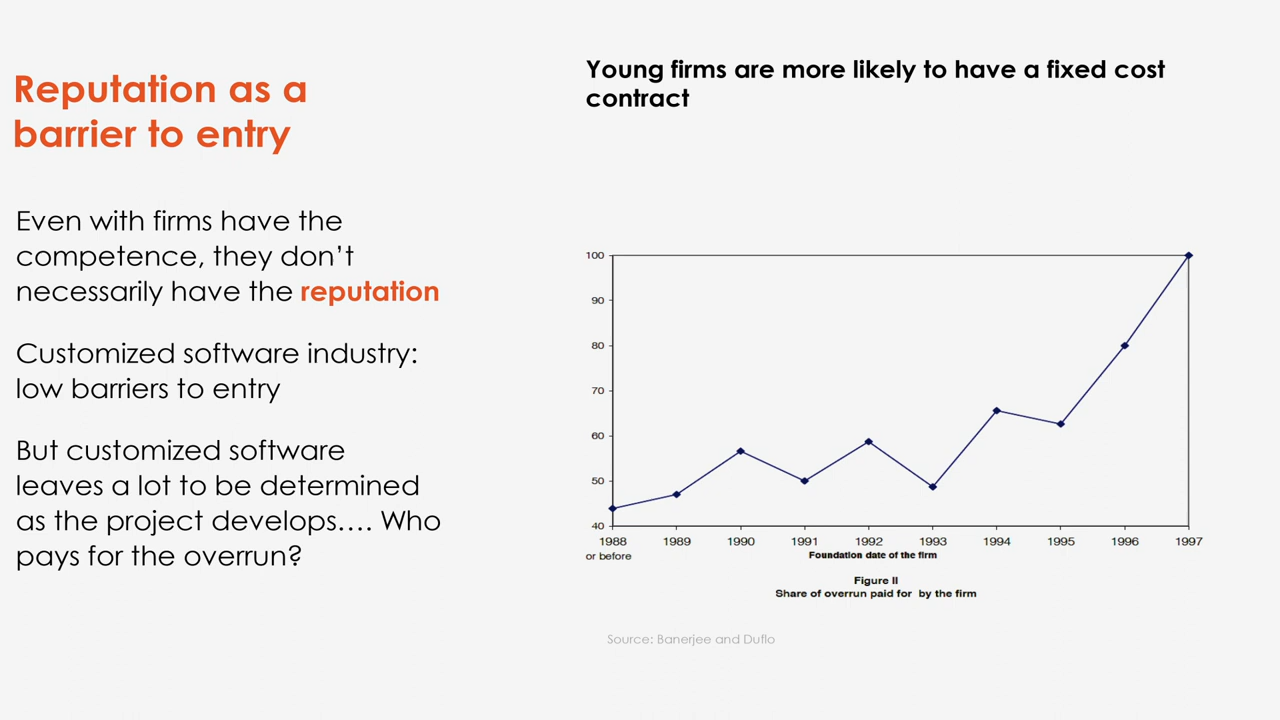 Reputation as a
barrier to entry
Even with firms have the
competence, they don't
necessarily have the reputation
Customized software industry:
low barriers to entry
But customized software
leaves a lot to be determined
as the project develops.... Who
pays for the overrun?
Young firms are more likely to have a fixed cost
contract
100
90
80
70
60
50
40
1988 1989 1990 1991 1992 1993 1994 1995 1996 1997
or before
Foundation date of the firm
Figure II
Share of overrun paid for by the firm
Source: Banerjee and Duflo